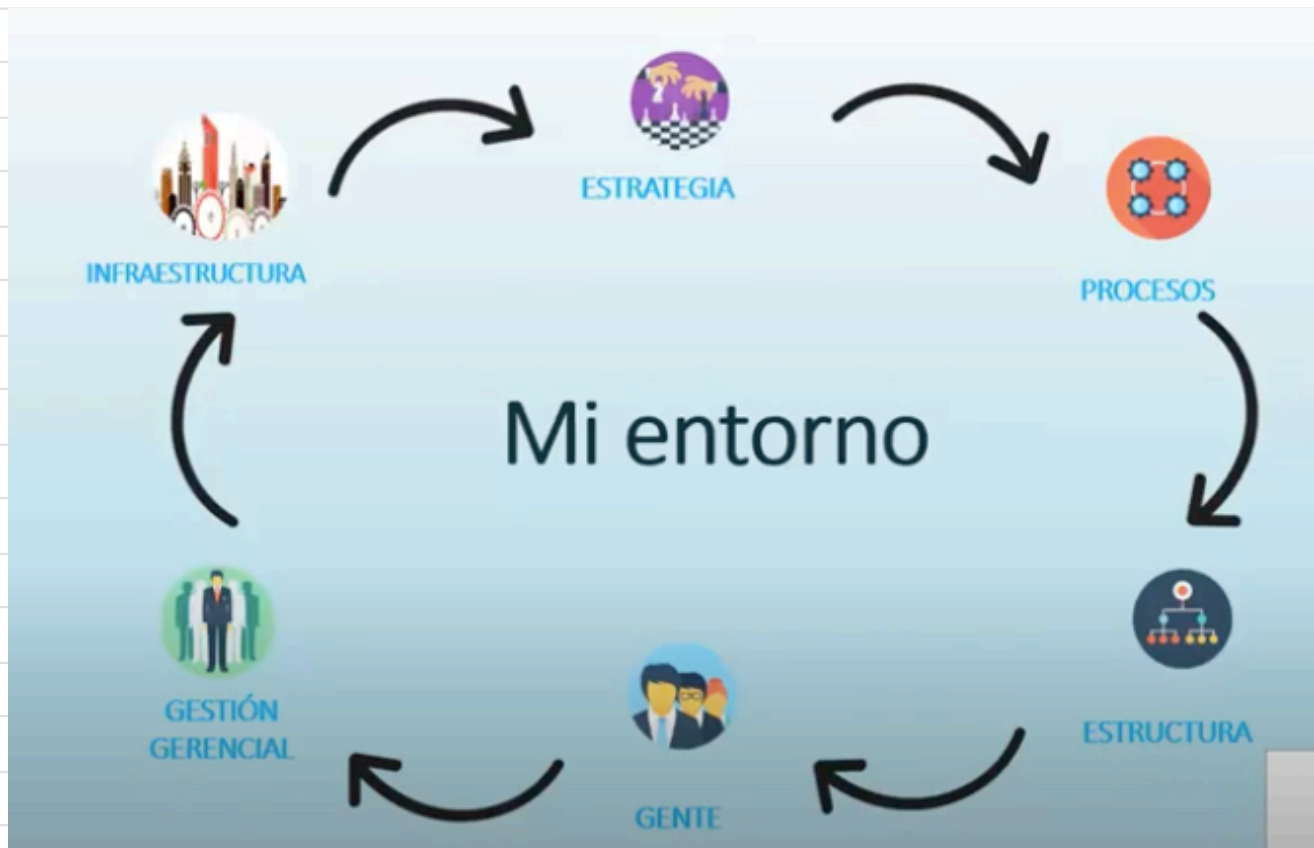 ESTRATEGIA
INFRAESTRUCTURA
PROCESOS
Mi entorno
GESTIÓN
GERENCIAL
ESTRUCTURA
GENTE